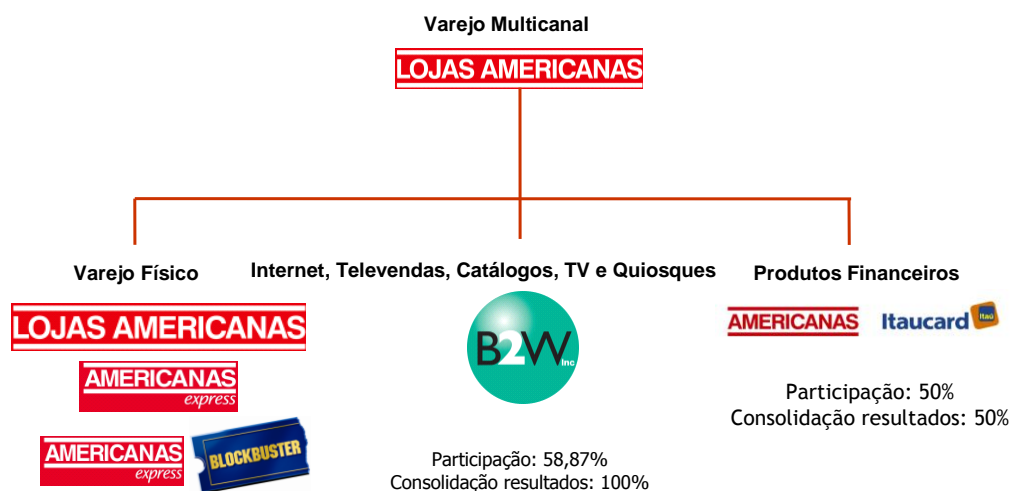 Varejo Multicanal
LOJAS AMERICANAS
Varejo Físico
LOJAS AMERICANAS
AMERICANAS
express
AMERICANAS
express
BLOCKBUSTER
Internet, Televendas, Catálogos, TV e Quiosques
B2W
Inc
Participação: 58,87%
Consolidação resultados: 100%
Produtos Financeiros
AMERICANAS
Itaucard
Itaú
Participação: 50%
Consolidação resultados: 50%